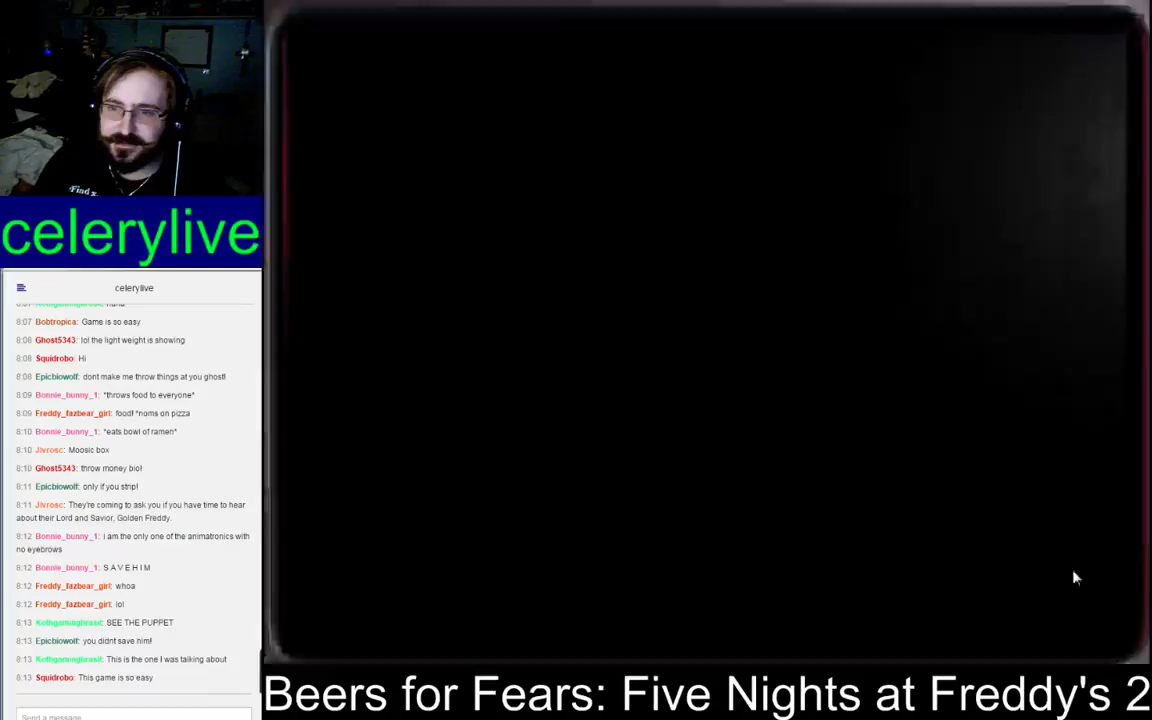 Find x
celerylive
celerylive
8:07 Bobtropica: Game is so easy
8:08 Ghost5343: lol the light weight is showing
8:08 Squidrobo: Hi
8:08 Epicbiowolf: dont make me throw things at you ghost!
8:09 Bonnie_bunny_1: *throws food to everyone*
8:09 Freddy_fazbear_girl: food! *noms on pizza
8:10 Bonnie_bunny_1: *eats bowl of ramen*
8:10 Jivrosc: Moosic box
8:10 Ghost5343: throw money bio!
8:11 Epicbiowolf: only if you strip!
8:11 Jivrosc: They're coming to ask you if you have time to hear
about their Lord and Savior, Golden Freddy.
8:12 Bonnie_bunny_1: i am the only one of the animatronics with
no eyebrows
8:12 Bonnie_bunny_1: S A V E H I M
8:12 Freddy_fazbear_girl: whoa
8:12 Freddy_fazbear_girl: lol
8:13 Kothgamingbrasil: SEE THE PUPPET
8:13 Epicbiowolf: you didnt save him!
8:13 Kothgamingbrasil: This is the one I was talking about
8:13 Squidrobo: This game is so easy
Send a message
Beers for Fears: Five Nights at Freddy's 2